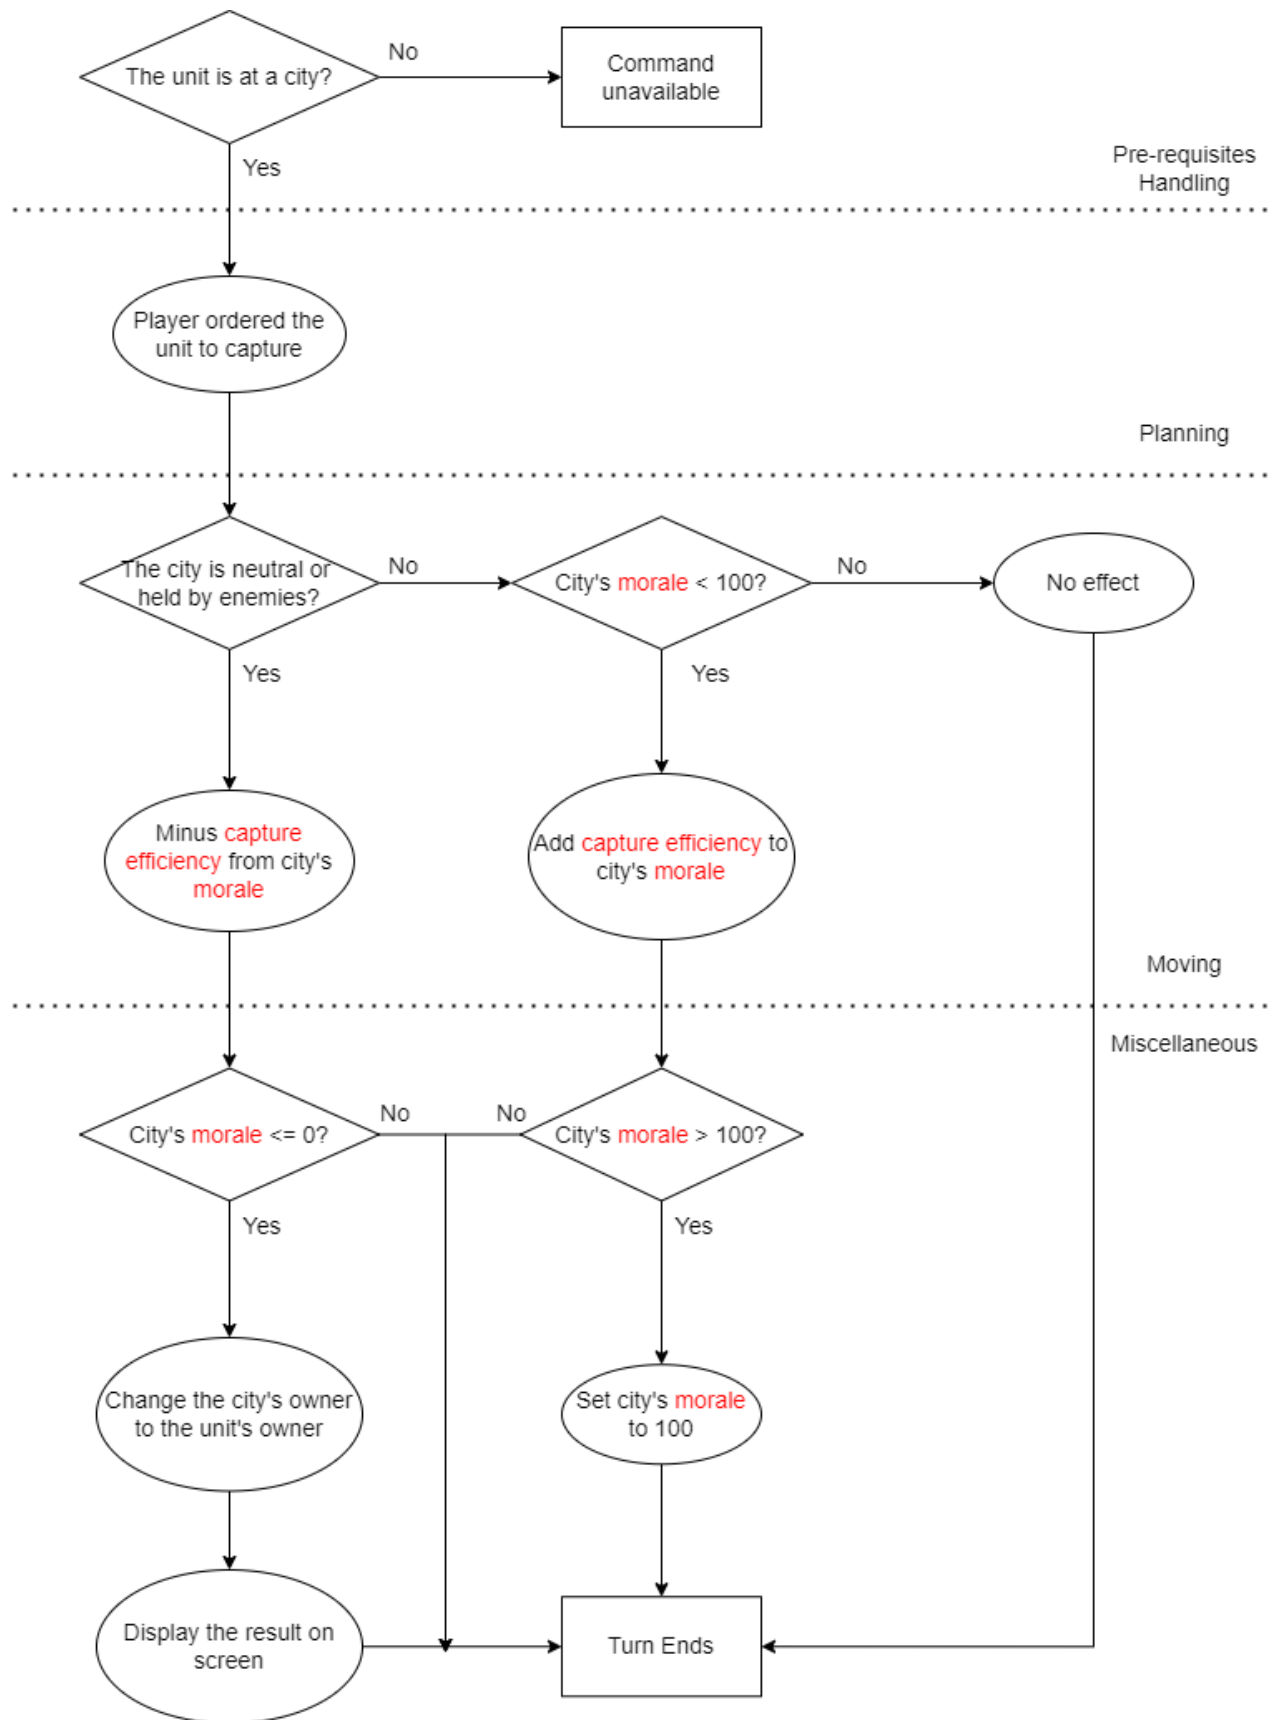 The unit is at a city?
No
Command
unavailable
Yes
Pre-requisites
Handling
Player ordered the
unit to capture
Planning
The city is neutral or
held by enemies?
No
City's morale < 100?
No
No effect
Yes
Yes
Minus capture
efficiency from city's
morale
Add capture efficiency to
city's morale
Moving
Miscellaneous
City's morale <= 0?
No
No
City's morale > 100?
Yes
Yes
Change the city's owner
to the unit's owner
Set city's morale
to 100
Display the result on
screen
Turn Ends